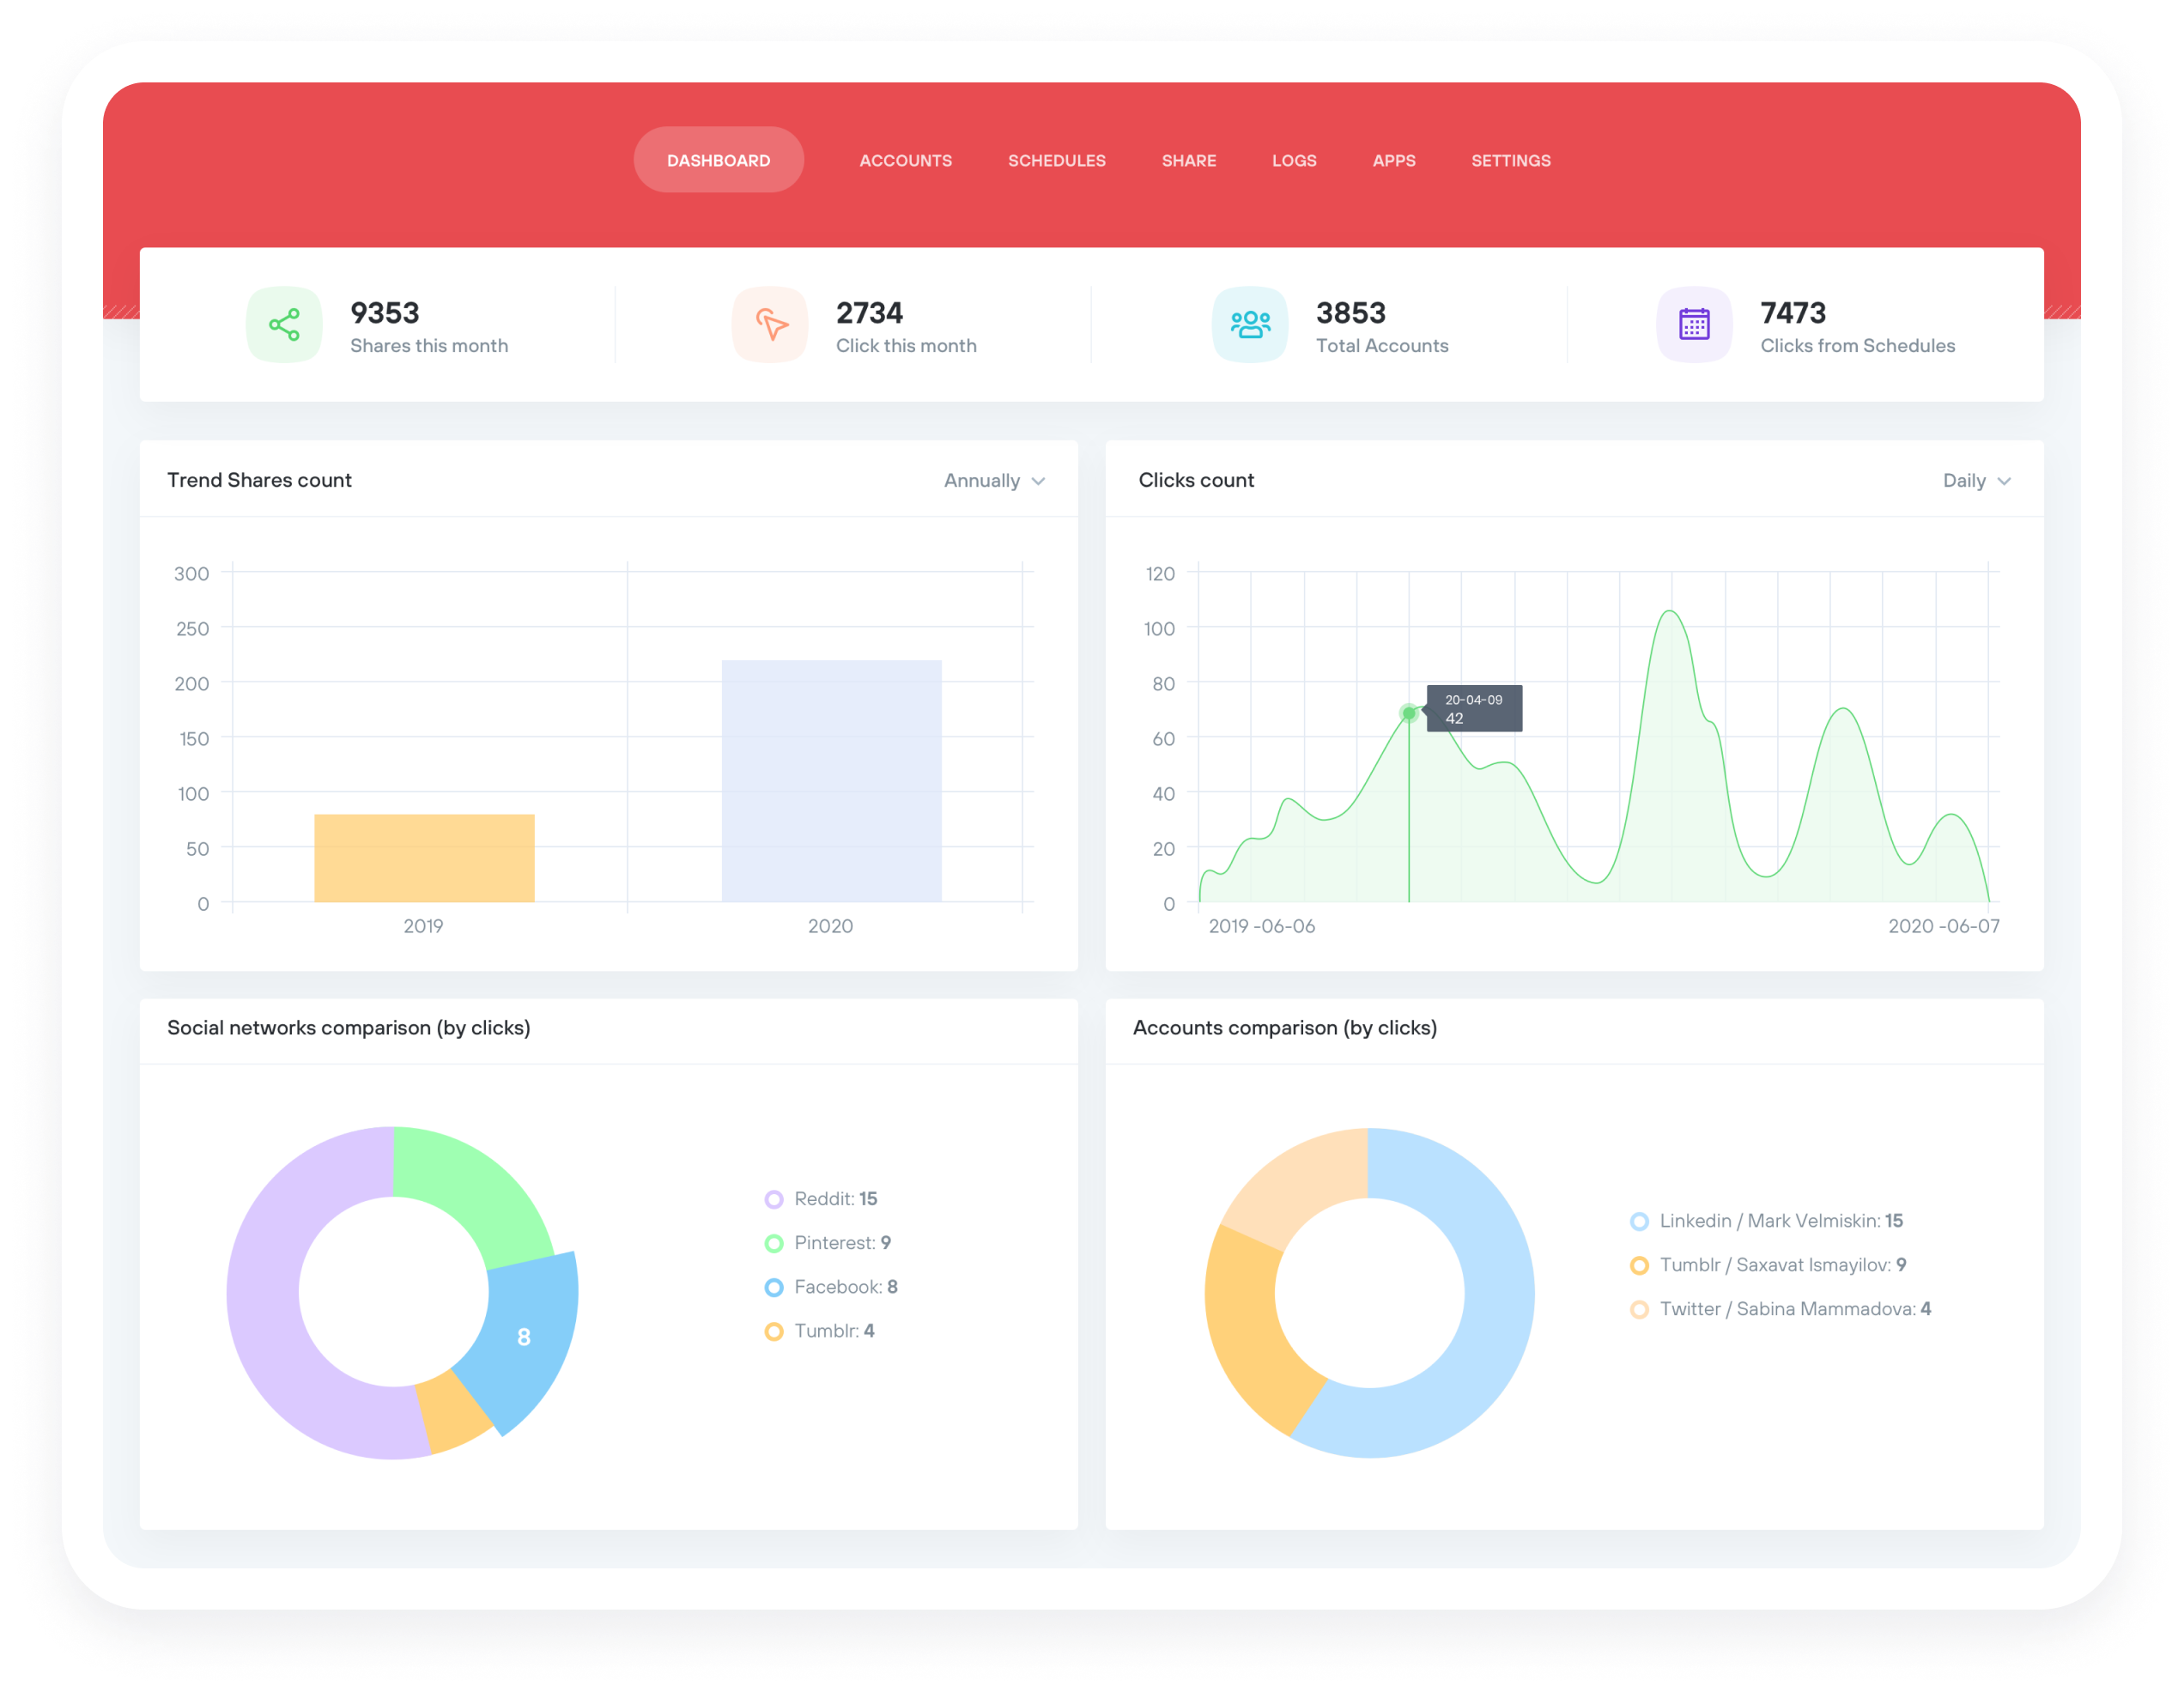 DASHBOARD
ACCOUNTS
SCHEDULES
SHARE
LOGS
APPS
SETTINGS
9353
Shares this month
2734
Click this month
3853
Total Accounts
7473
Clicks from Schedules
Trend Shares count
Annually
300
250
200
150
100
50
0
2019
2020
Clicks count
Daily
120
100
80
60
40
20
0
20-04-09
42
2019 -06-06
2020 -06-07
Social networks comparison (by clicks)
8
Reddit: 15
Pinterest: 9
Facebook: 8
Tumblr: 4
Accounts comparison (by clicks)
Linkedin / Mark Velmiskin: 15
Tumblr / Saxavat Ismayilov: 9
Twitter / Sabina Mammadova: 4